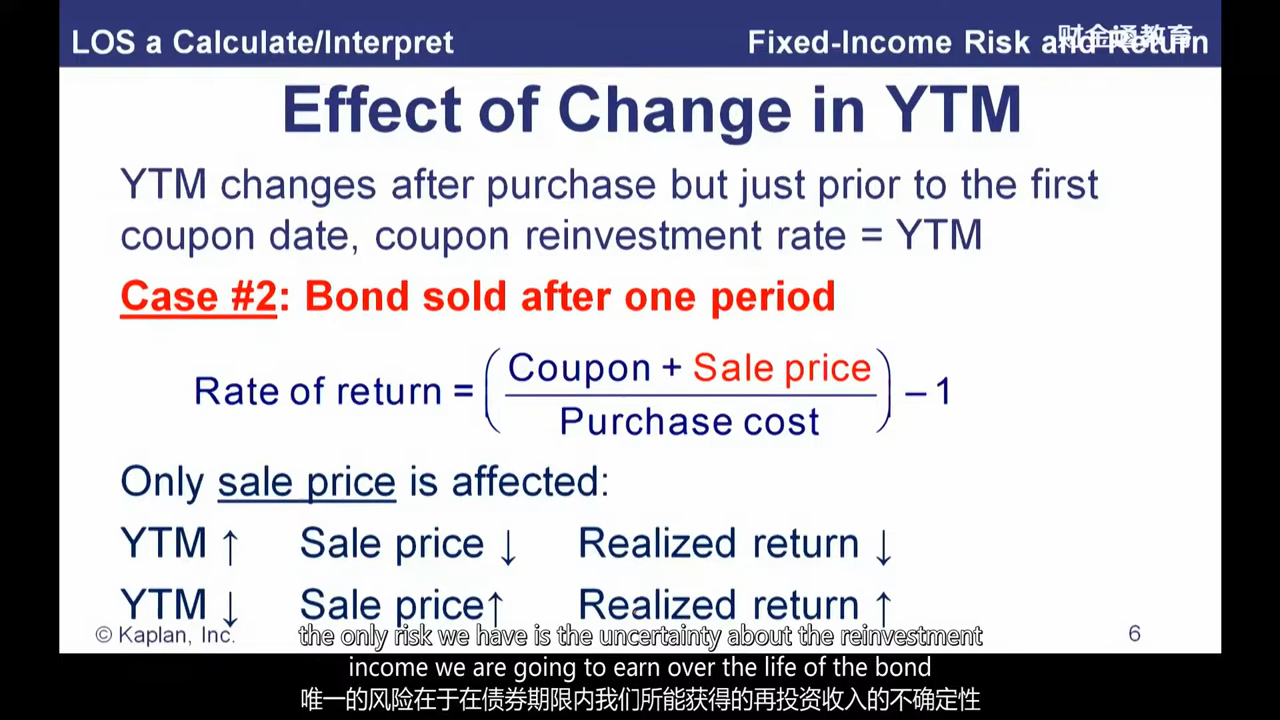 LOS a Calculate/Interpret
Fixed-Income Risk and Return
财金通教育
Effect of Change in YTM
YTM changes after purchase but just prior to the first
coupon date, coupon reinvestment rate = YTM
Case #2: Bond sold after one period
Rate of return = (Coupon + Sale price / Purchase cost) – 1
Only sale price is affected:
YTM ↑ Sale price ↓ Realized return ↓
YTM ↓ Sale price↑ Realized return ↑
© Kaplan, Inc.
6
the only risk we have is the uncertainty about the reinvestment
income we are going to earn over the life of the bond
唯一的风险在于在债券期限内我们所能获得的再投资收入的不确定性